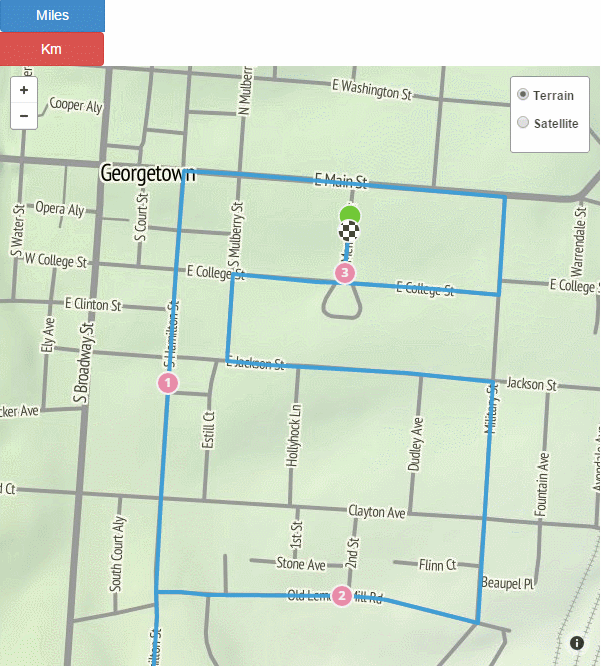 Miles
Km
+
−
Terrain
Satellite
E Washington St
Cooper Aly
N Mulberr
Georgetown
E Main St
Opera Aly
S Water St
S Court St
S Mulberry St
Warrendale St
W College St
E College St
3
E College St
E College S
E Clinton St
S Hamilton St
Ely Ave
S Broadway St
E Jackson St
1
Jackson St
Military St
cker Ave
Estill Ct
Hollyhock Ln
Dudley Ave
Fountain Ave
Avondale Av
d Ct
Clayton Ave
South Court Aly
1st St
2nd St
Stone Ave
Flinn Ct
Beaupel Pl
Old Lem
2
Mill Rd
ilton St
i